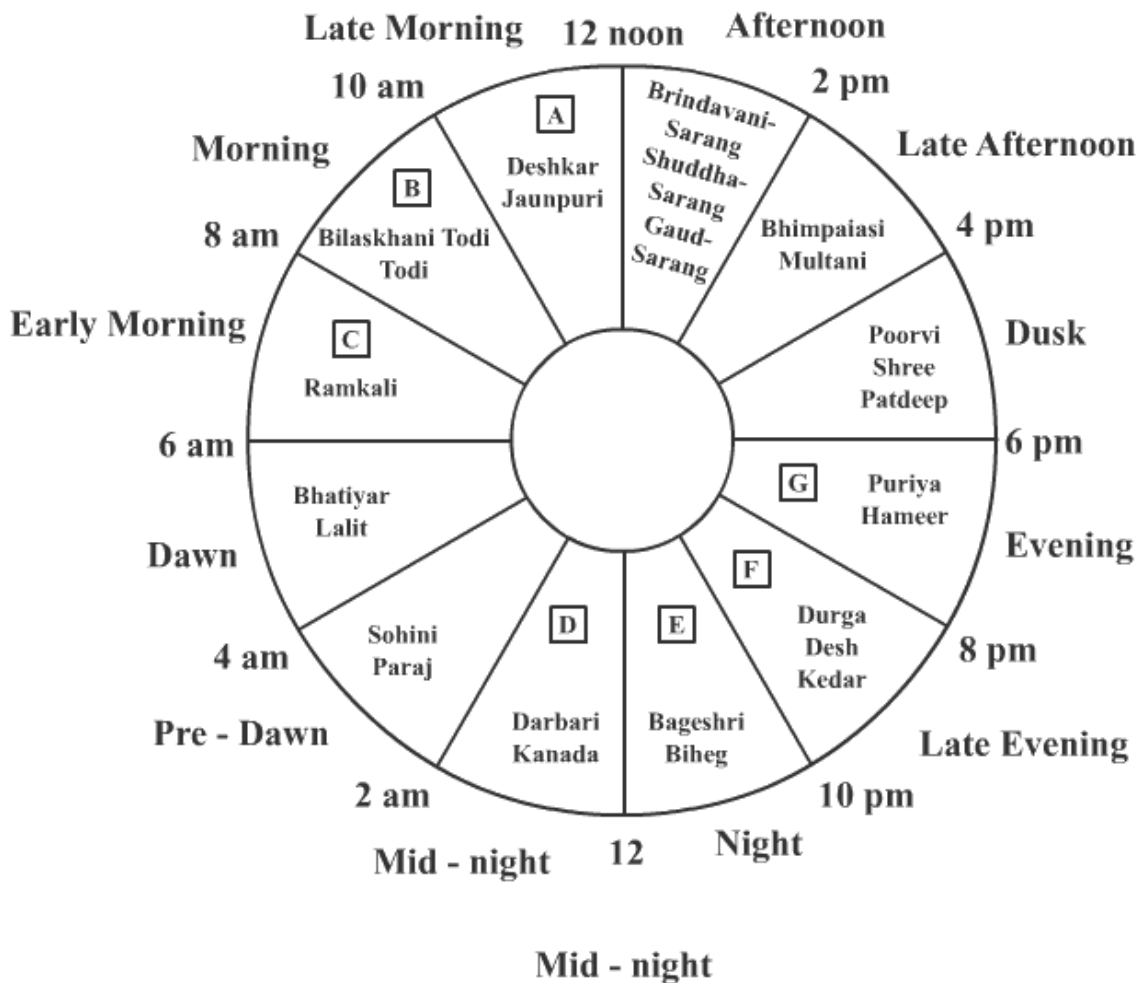 Late Morning
12 noon
Afternoon
10 am
2 pm
A
Deshkar
Jaunpuri
Brindavani-
Sarang
Shuddha-
Sarang
Gaud-
Sarang
Morning
Late Afternoon
B
Bilaskhani Todi
Todi
8 am
4 pm
Bhimpaiasi
Multani
Early Morning
Dusk
C
Ramkali
Poorvi
Shree
Patdeep
6 am
6 pm
Bhatiyar
Lalit
G
Puriya
Hameer
Dawn
Evening
F
Durga
Desh
Kedar
D
E
Sohini
Paraj
4 am
8 pm
Darbari
Kanada
Bageshri
Biheg
Pre - Dawn
Late Evening
2 am
10 pm
Mid - night
12
Night
Mid - night